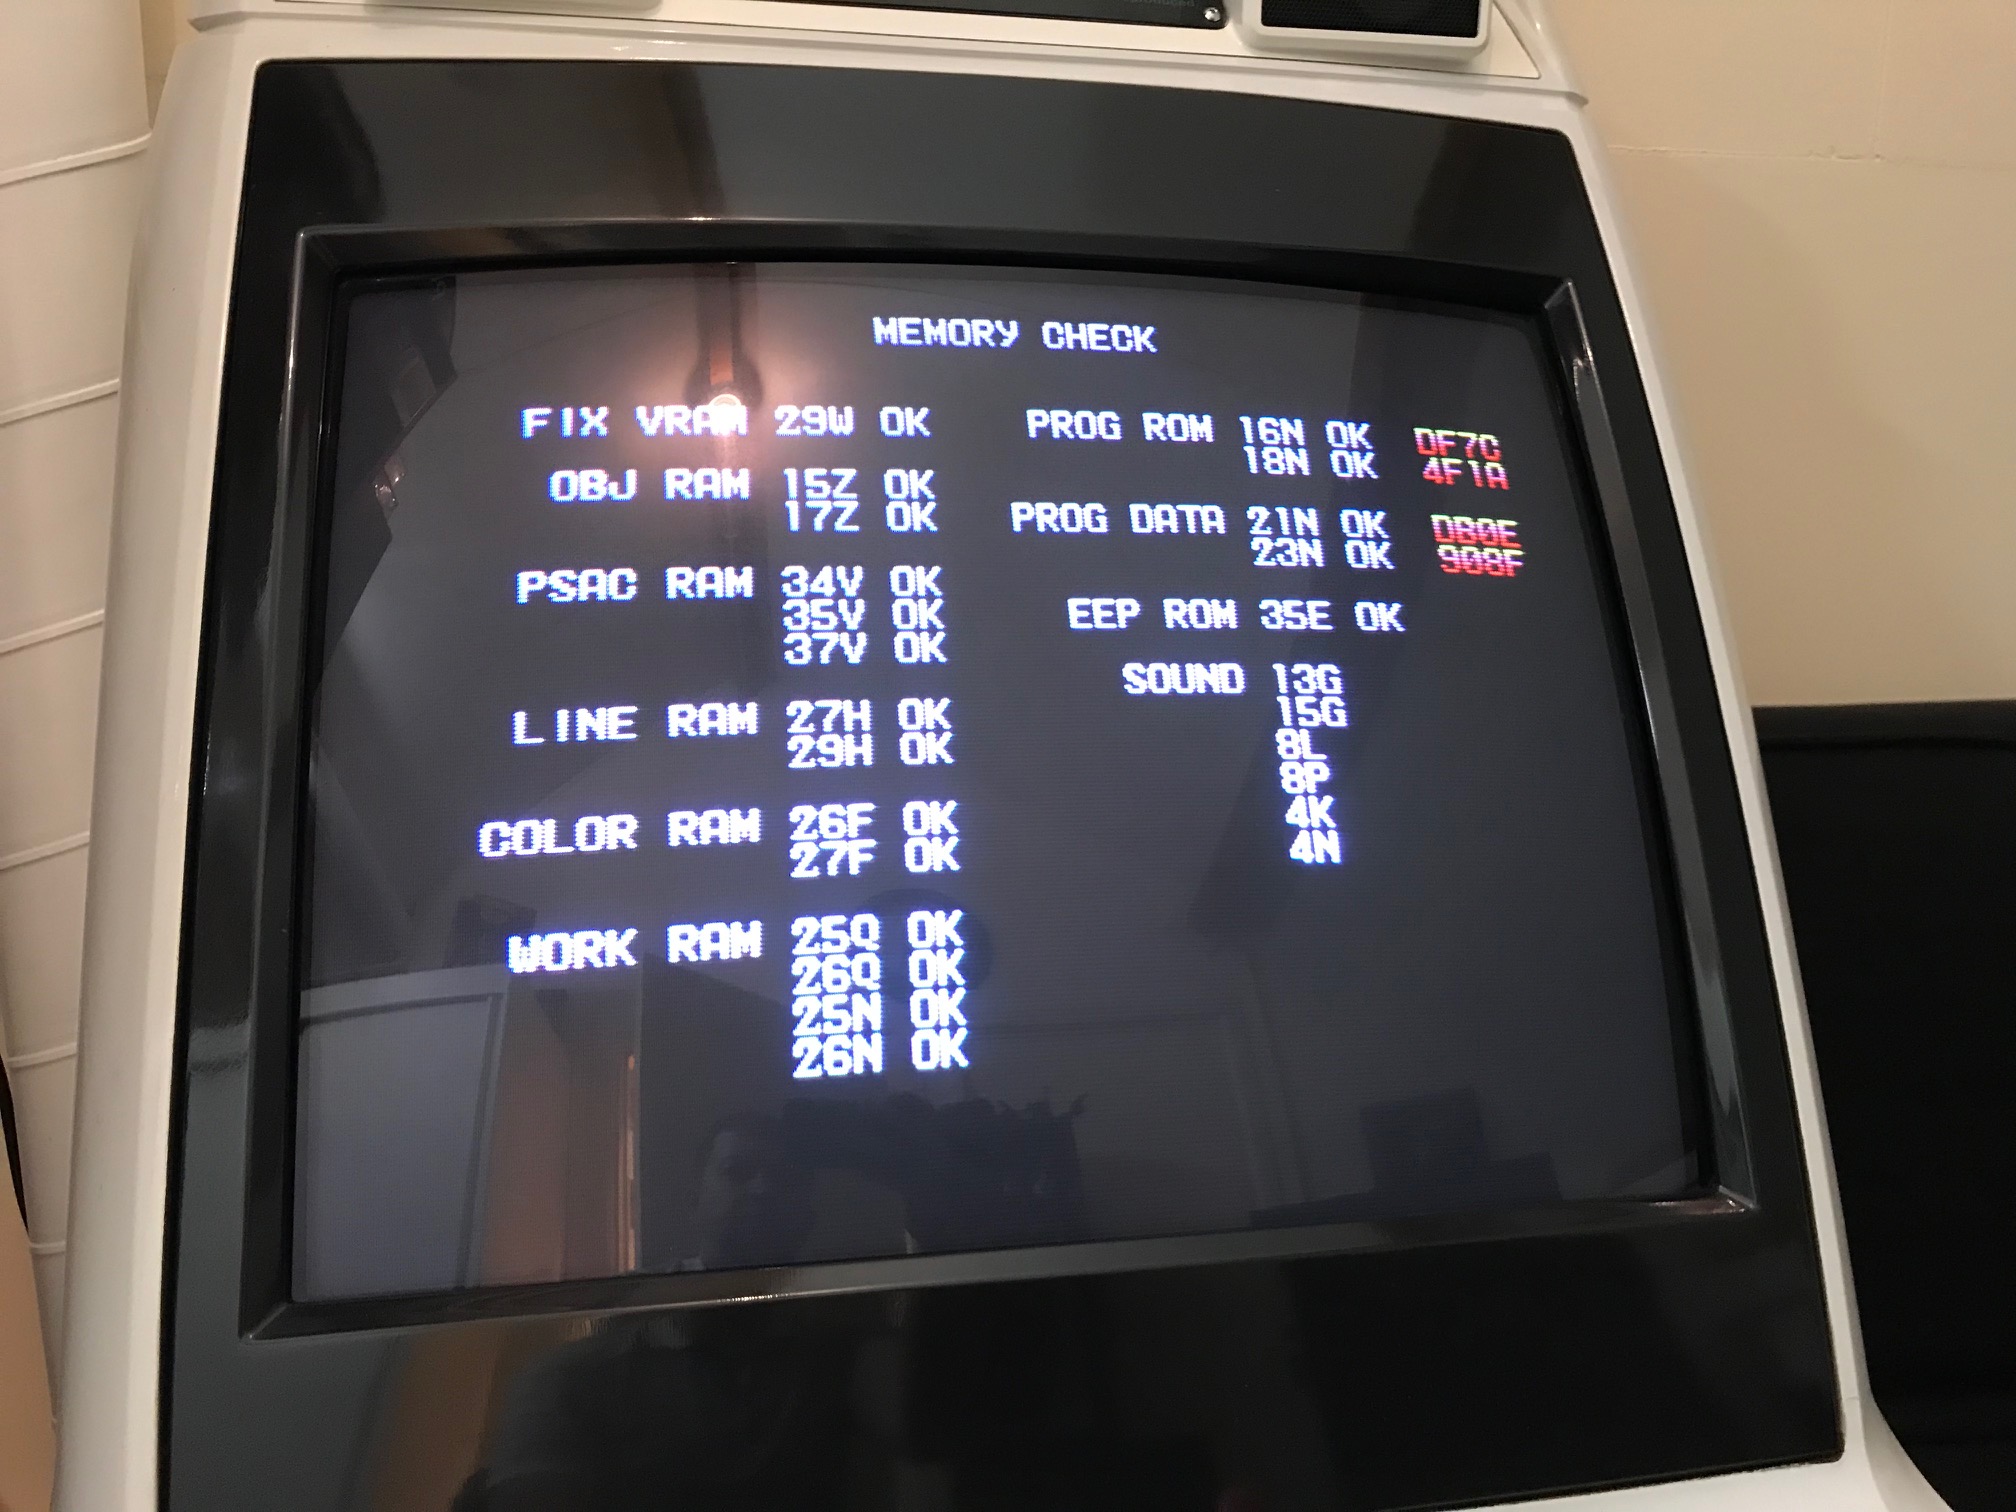 MEMORY CHECK
FIX VRAM 29W OK
OBJ RAM 15Z OK
17Z OK
PSAC RAM 34V OK
35V OK
37V OK
LINE RAM 27H OK
29H OK
COLOR RAM 26F OK
27F OK
WORK RAM 25Q OK
26Q OK
25N OK
26N OK
PROG ROM 16N OK DF7C
18N OK 4F1A
PROG DATA 21N OK DB0E
23N OK 908F
EEP ROM 35E OK
SOUND 13G
15G
8L
8P
4K
4N